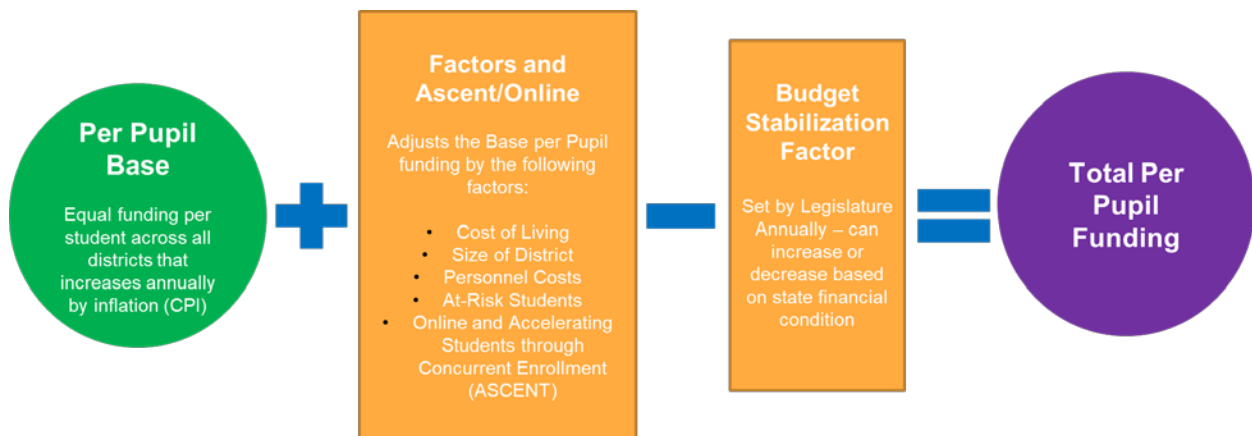 Per Pupil
Base
Equal funding per
student across all
districts that
increases annually
by inflation (CPI)
Factors and
Ascent/Online
Adjusts the Base per Pupil
funding by the following
factors:
• Cost of Living
• Size of District
• Personnel Costs
• At-Risk Students
• Online and Accelerating
Students through
Concurrent Enrollment
(ASCENT)
Budget
Stabilization
Factor
Set by Legislature
Annually – can
increase or
decrease based
on state financial
condition
Total Per
Pupil
Funding